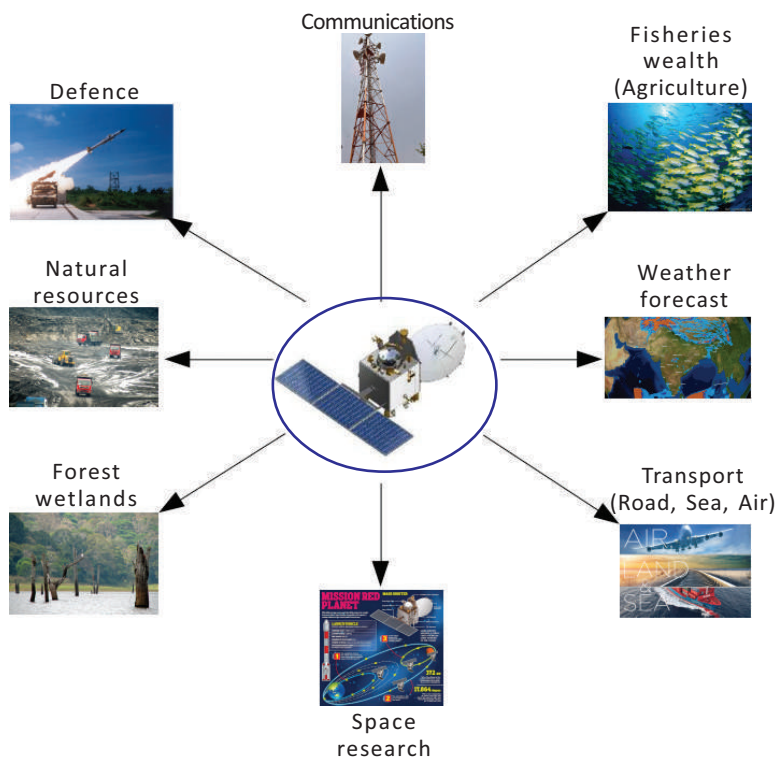 Communications
Fisheries
wealth
(Agriculture)
Defence
Natural
resources
Weather
forecast
Forest
wetlands
Transport
(Road, Sea, Air)
AIR
LAND
SEA
MISSION RED
PLANET
Space
research